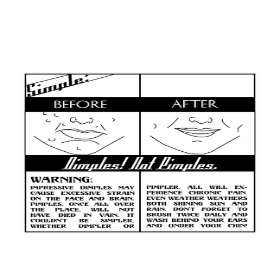 Simple:
BEFORE
AFTER
Dimples! Not Pimples.
WARNING:
IMPRESSIVE DIMPLES MAY
CAUSE EXCESSIVE STRAIN
ON THE FACE AND BRAIN.
PIMPLES, ONCE ALL OVER
THE PLACE, WILL NOT
HAVE DIED IN VAIN. IT
COULDN'T BE SIMPLER,
WHETHER DIMPLER OR
PIMPLER. ALL WILL EX-
PERIENCE CHRONIC PAIN.
EVEN WEATHER WEATHERS
BOTH SHINING SUN AND
RAIN. DON'T FORGET TO
BRUSH TWICE DAILY AND
WASH BEHIND YOUR EARS
AND UNDER YOUR CHIN!